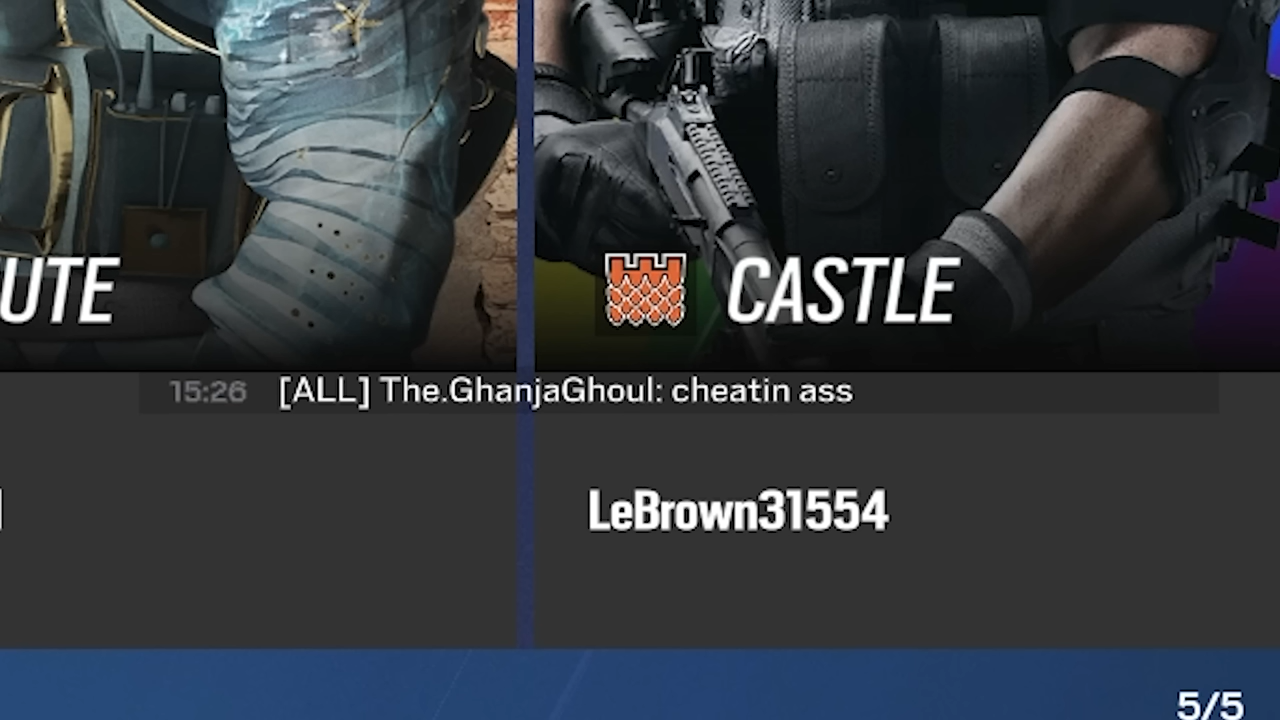 UTE
CASTLE
15:26 [ALL] The.GhanjaGhoul: cheatin ass
LeBrown31554
5/5